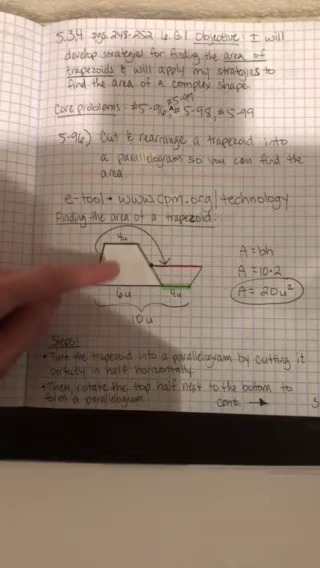 5.3.4 pgs. 248-252 6.G.1 Objective: I will
develop strategies for finding the area of
trapezoids & will apply my strategies to
find the area of a complex shape.
Core problems: #5-96, #5-97, #5-98, #5-99
5-96.) Cut & rearrange a trapezoid into
a parallelogram so you can find the
area.
e-tool → www.cpm.org/technology
Finding the area of a trapezoid:
4u
6u 4u
10u
A = bh
A = 10·2
A = 20u²
Steps:
• Turn the trapezoid into a parallelogram by cutting it
in half horizontally.
• Then, rotate the top half next to the bottom to
form a parallelogram.
cont. →